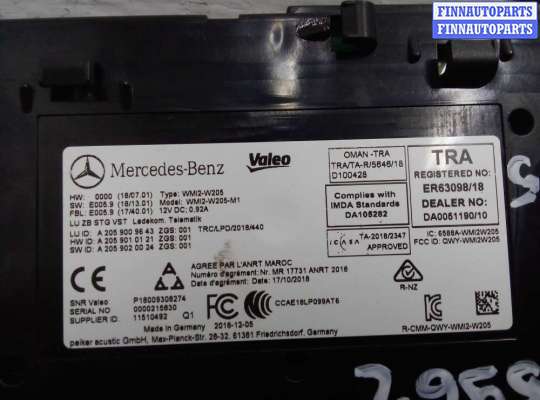 FINNAUTOPARTS
FINNAUTOPARTS
Mercedes-Benz
Valeo
OMAN -TRA
TRA/TA-R/5646/18
D100428
Complies with
IMDA Standards
DA105282
ICASA
TA-2018/2347
APPROVED
TRA
REGISTERED NO:
ER63098/18
DEALER NO:
DA0051190/10
IC: 6588A-WMI2W205
FCC ID: QWY-WMI2W205
HW: 0000 (16/07.01) Type: WMI2-W205
SW: E005.9 (18/13.01) Model: WMI2-W205-M1
FBL: E005.9 (17/40.01) 12V DC; 0,92A
LU ZB STG VST Ladekom. Telematik
LU ID: A 205 900 96 43 ZGS: 001 TRC/LPD/2018/440
HW ID: A 205 901 01 21 ZGS: 001
SW ID: A 205 902 00 24 ZGS: 001
AGREE PAR L'ANRT MAROC
Numéro d'agrément: Nr. MR 17731 ANRT 2018
Date d'agrément: 17/10/2018
R-NZ
SNR Valeo P18009308274
SERIAL NO 0000215630
SUPPLIER ID. 11510492 Q1
FC
CCC
CCAE18LP099AT6
Made in Germany 2018-12-05
peiker acustic GmbH, Max-Planck-Str. 28-32, 61381 Friedrichsdorf, Germany
R-CMM-QWY-WMI2-W205